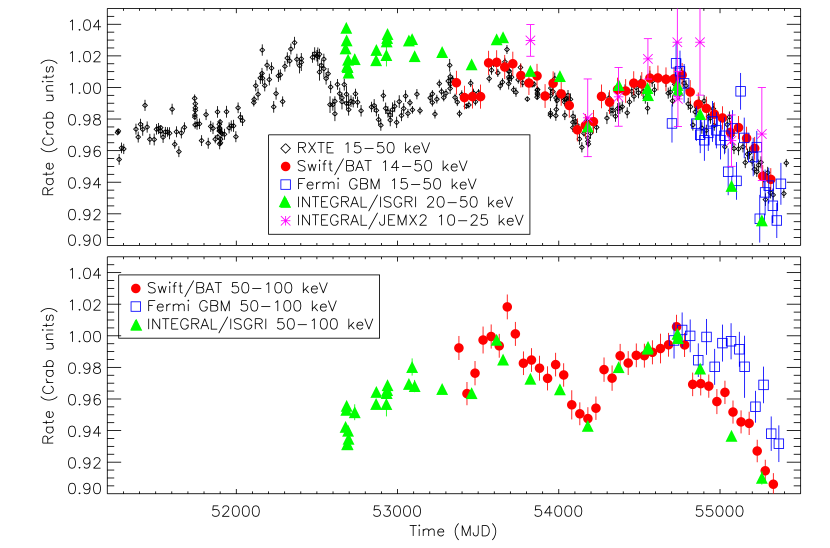 1.04
1.02
1.00
0.98
0.96
0.94
0.92
0.90
Rate (Crab units)
RXTE 15-50 keV
Swift/BAT 14-50 keV
Fermi GBM 15-50 keV
INTEGRAL/ISGRI 20-50 keV
INTEGRAL/JEMX2 10-25 keV
1.04
1.02
1.00
0.98
0.96
0.94
0.92
0.90
Rate (Crab units)
Swift/BAT 50-100 keV
Fermi GBM 50-100 keV
INTEGRAL/ISGRI 50-100 keV
52000 53000 54000 55000
Time (MJD)